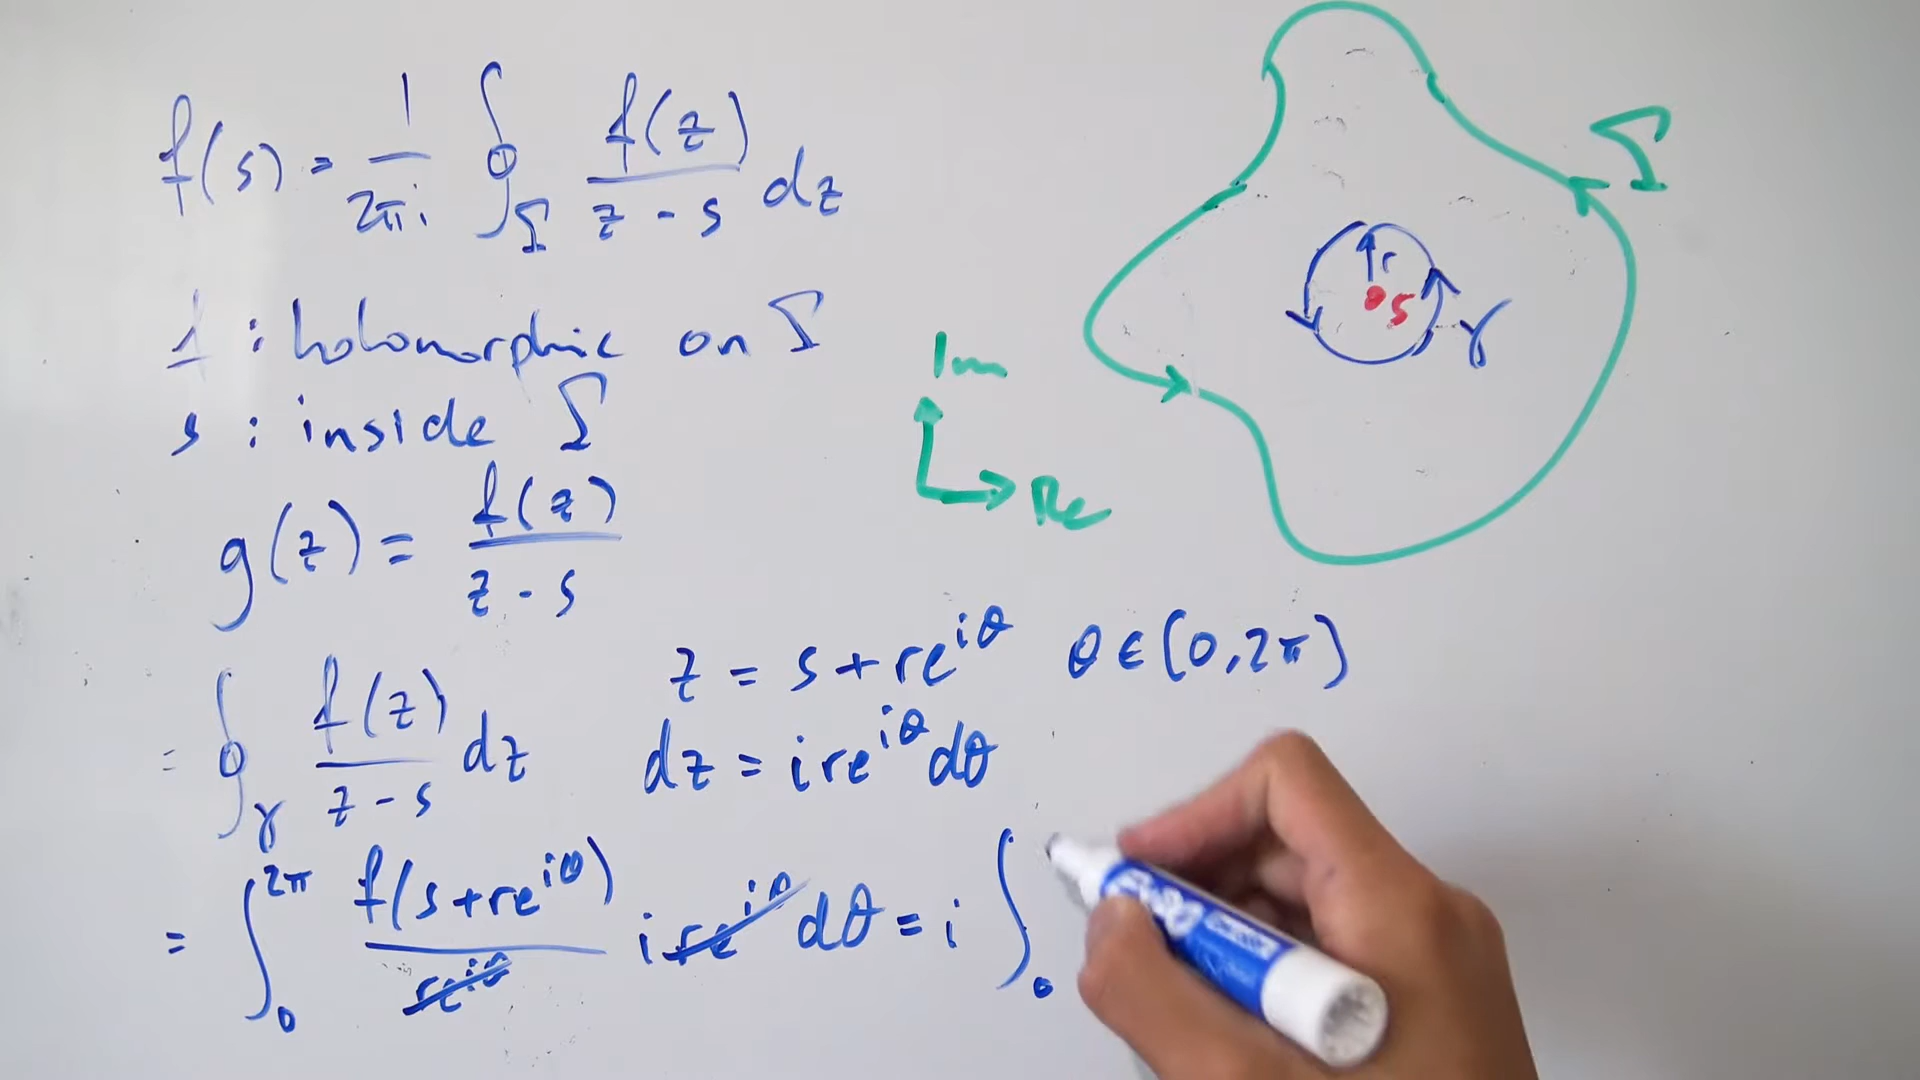 f(s) = 1/2πi ∮_Γ f(z)/z - s dz
f : holomorphic on Γ
s : inside Γ
g(z) = f(z)/z - s
= ∮_γ f(z)/z - s dz
z = s + re^{iθ} θ ∈ [0, 2π)
dz = ire^{iθ} dθ
= ∫_0^{2π} f(s + re^{iθ})/re^{iθ} ire^{iθ} dθ = i ∫_0
Γ
r
s
γ
Im
Re